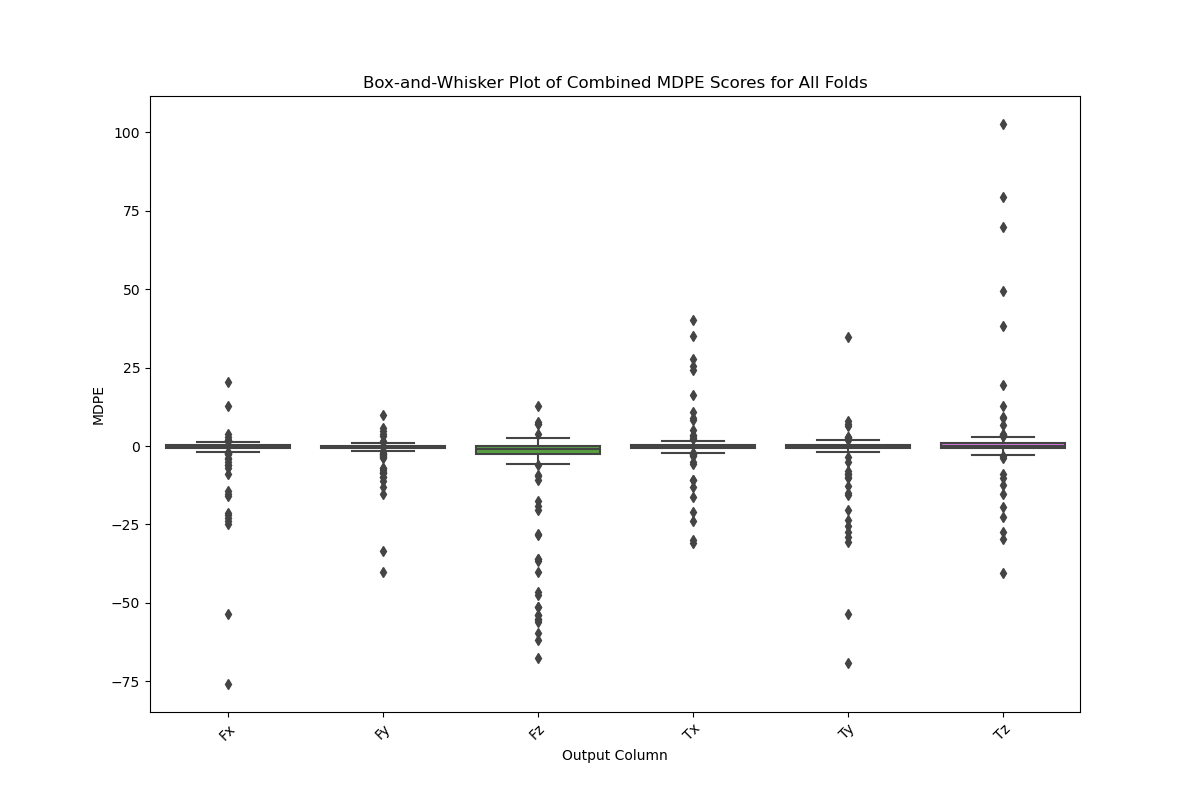 Box-and-Whisker Plot of Combined MDPE Scores for All Folds
100
75
50
25
0
−25
−50
−75
MDPE
Fx Fy Fz Tx Ty Tz
Output Column